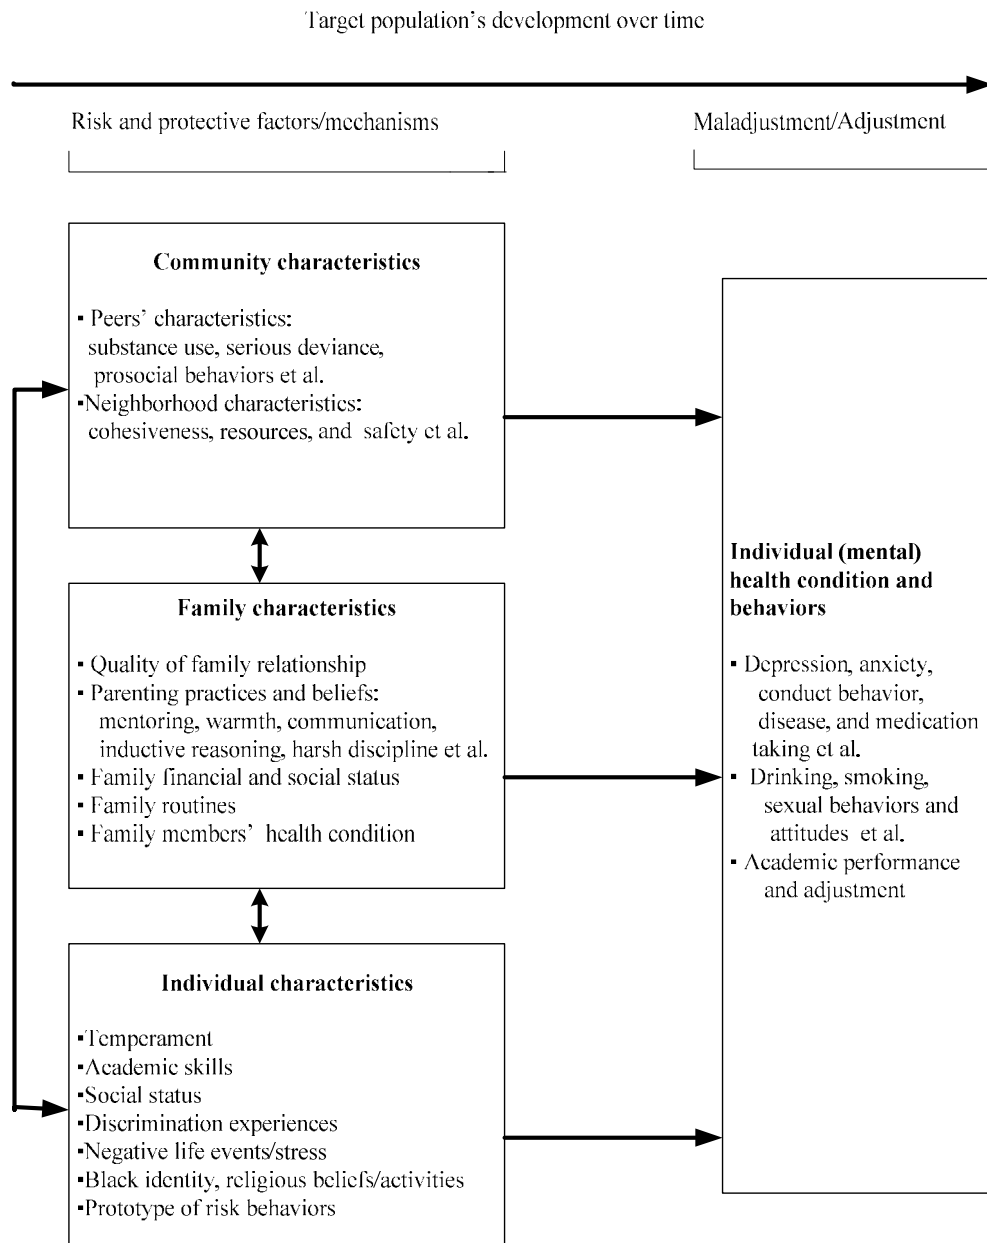 Target population’s development over time
Risk and protective factors/mechanisms
Maladjustment/Adjustment
Community characteristics
▪ Peers’ characteristics:
substance use, serious deviance,
prosocial behaviors et al.
▪Neighborhood characteristics:
cohesiveness, resources, and safety et al.
Family characteristics
▪ Quality of family relationship
▪ Parenting practices and beliefs:
mentoring, warmth, communication,
inductive reasoning, harsh discipline et al.
▪ Family financial and social status
▪ Family routines
▪ Family members’ health condition
Individual characteristics
▪Temperament
▪Academic skills
▪Social status
▪Discrimination experiences
▪Negative life events/stress
▪Black identity, religious beliefs/activities
▪Prototype of risk behaviors
Individual (mental)
health condition and
behaviors
▪ Depression, anxiety,
conduct behavior,
disease, and medication
taking et al.
▪ Drinking, smoking,
sexual behaviors and
attitudes et al.
▪ Academic performance
and adjustment